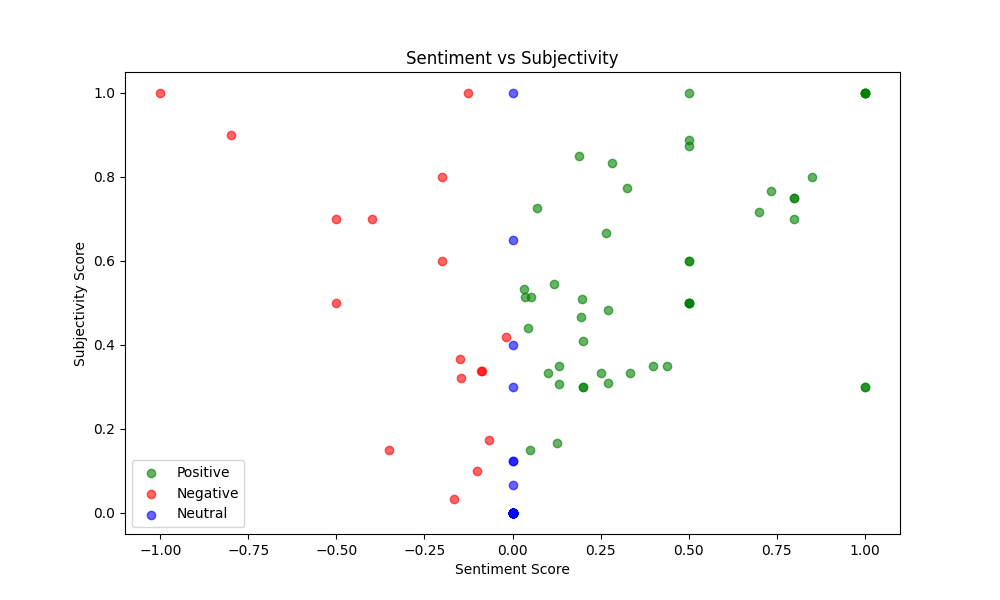 Sentiment vs Subjectivity
Subjectivity Score
1.0
0.8
0.6
0.4
0.2
0.0
Positive
Negative
Neutral
−1.00 −0.75 −0.50 −0.25 0.00 0.25 0.50 0.75 1.00
Sentiment Score